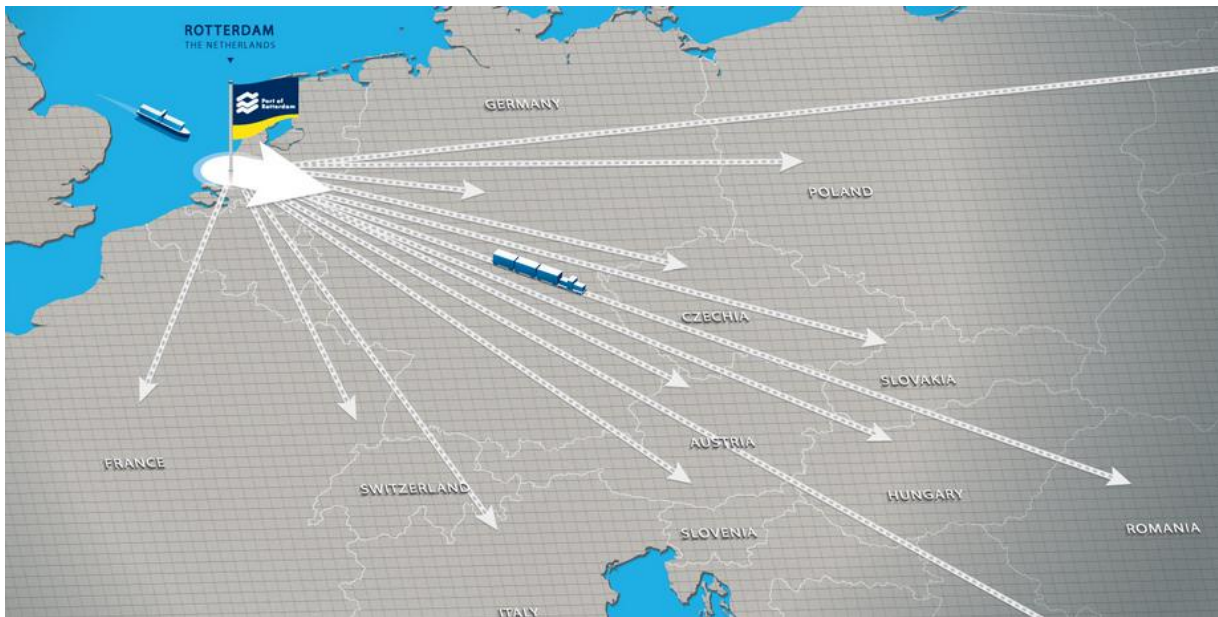 ROTTERDAM
THE NETHERLANDS
Port of
Rotterdam
GERMANY
POLAND
CZECHIA
SLOVAKIA
AUSTRIA
FRANCE
SWITZERLAND
HUNGARY
SLOVENIA
ROMANIA
ITALY